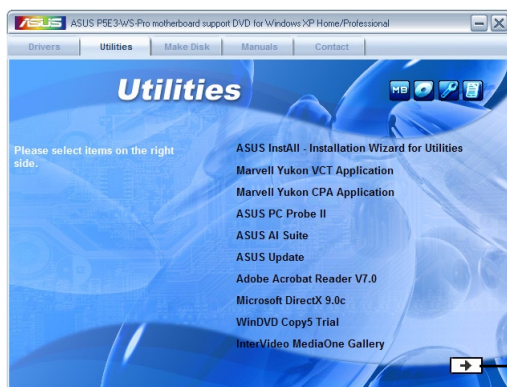 ASUS
ASUS P5E3-WS-Pro motherboard support DVD for Windows XP Home/Professional
Drivers
Utilities
Make Disk
Manuals
Contact
Utilities
MB
Please select items on the right
side.
ASUS InstAll - Installation Wizard for Utilities
Marvell Yukon VCT Application
Marvell Yukon CPA Application
ASUS PC Probe II
ASUS AI Suite
ASUS Update
Adobe Acrobat Reader V7.0
Microsoft DirectX 9.0c
WinDVD Copy5 Trial
InterVideo MediaOne Gallery